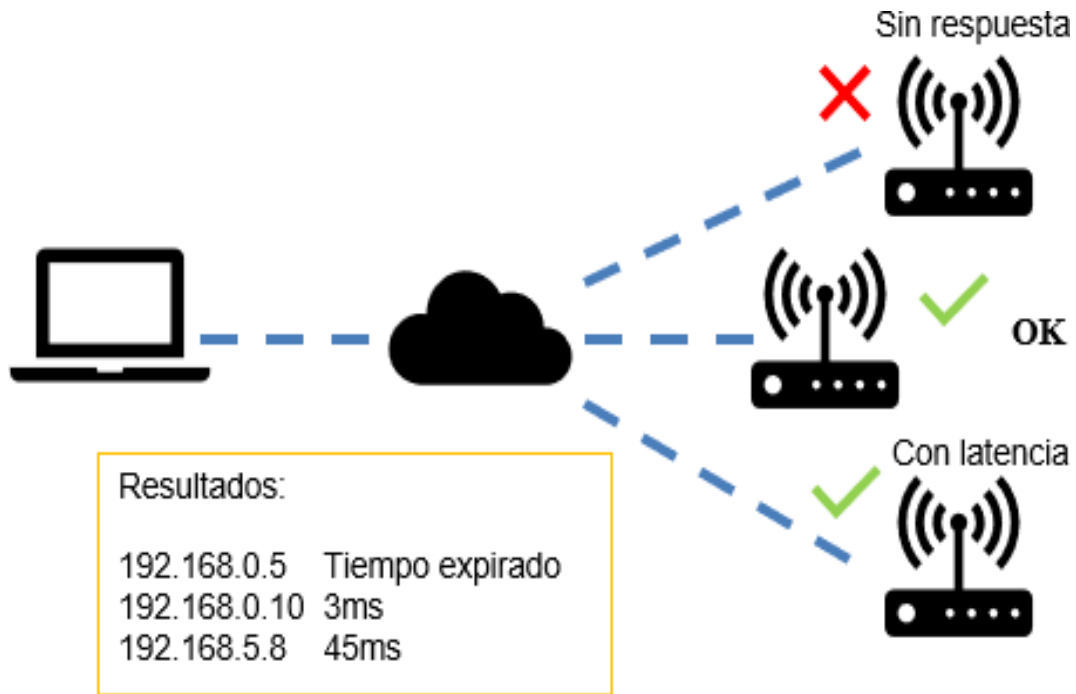 Sin respuesta
OK
Con latencia
Resultados:
192.168.0.5 Tiempo expirado
192.168.0.10 3ms
192.168.5.8 45ms